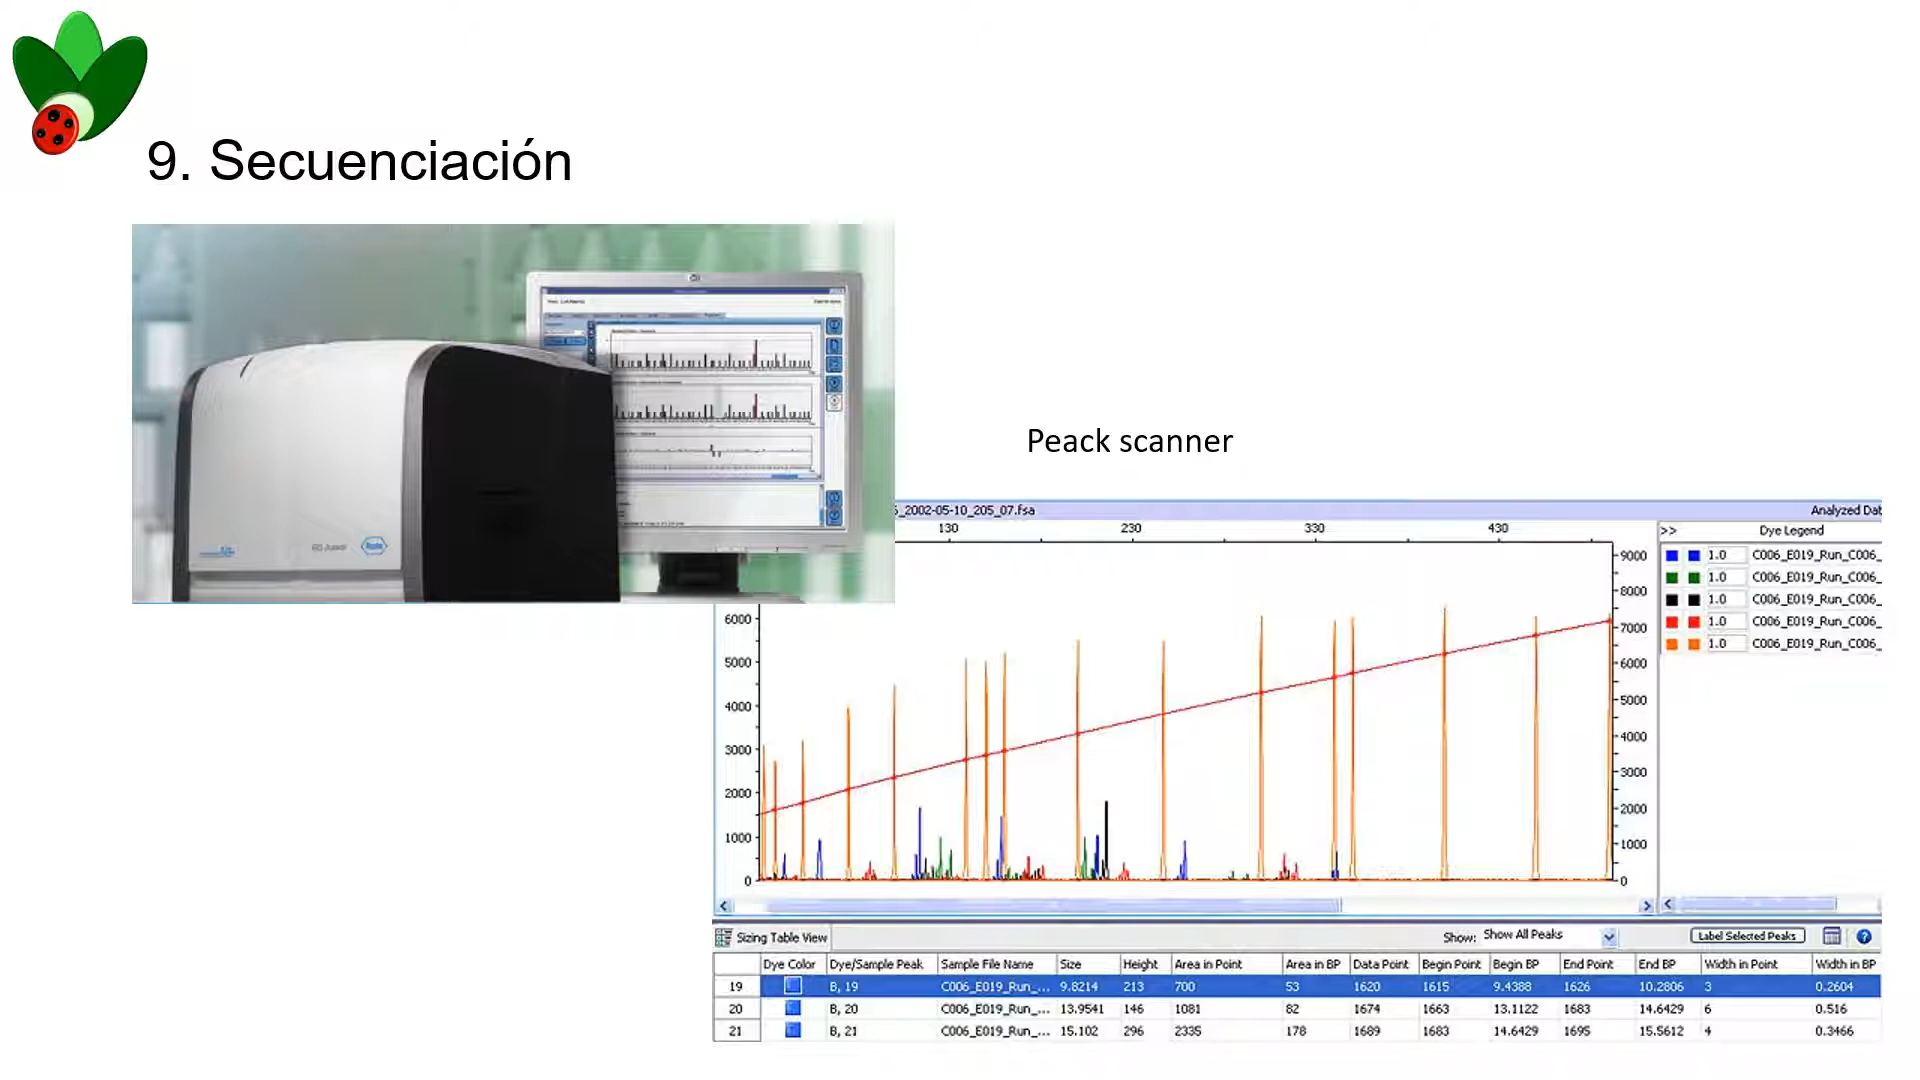 9. Secuenciación
GS Junior
Roche
Peack scanner
_2002-05-10_205_07.fsa
Analyzed Dat
130 230 330 430
>> Dye Legend
1.0 C006_E019_Run_C006_
1.0 C006_E019_Run_C006_
1.0 C006_E019_Run_C006_
1.0 C006_E019_Run_C006_
1.0 C006_E019_Run_C006_
9000
8000
7000
6000
5000
4000
3000
2000
1000
0
6000
5000
4000
3000
2000
1000
0
Sizing Table View
Show: Show All Peaks
Label Selected Peaks
?
Dye Color Dye/Sample Peak Sample File Name Size Height Area in Point Area in BP Data Point Begin Point Begin BP End Point End BP Width in Point Width in BP
19 B, 19 C006_E019_Run_... 9.8214 213 700 53 1620 1615 9.4388 1626 10.2806 3 0.2604
20 B, 20 C006_E019_Run_... 13.9541 146 1081 82 1674 1663 13.1122 1683 14.6429 6 0.516
21 B, 21 C006_E019_Run_... 15.102 296 2335 178 1689 1683 14.6429 1695 15.5612 4 0.3466